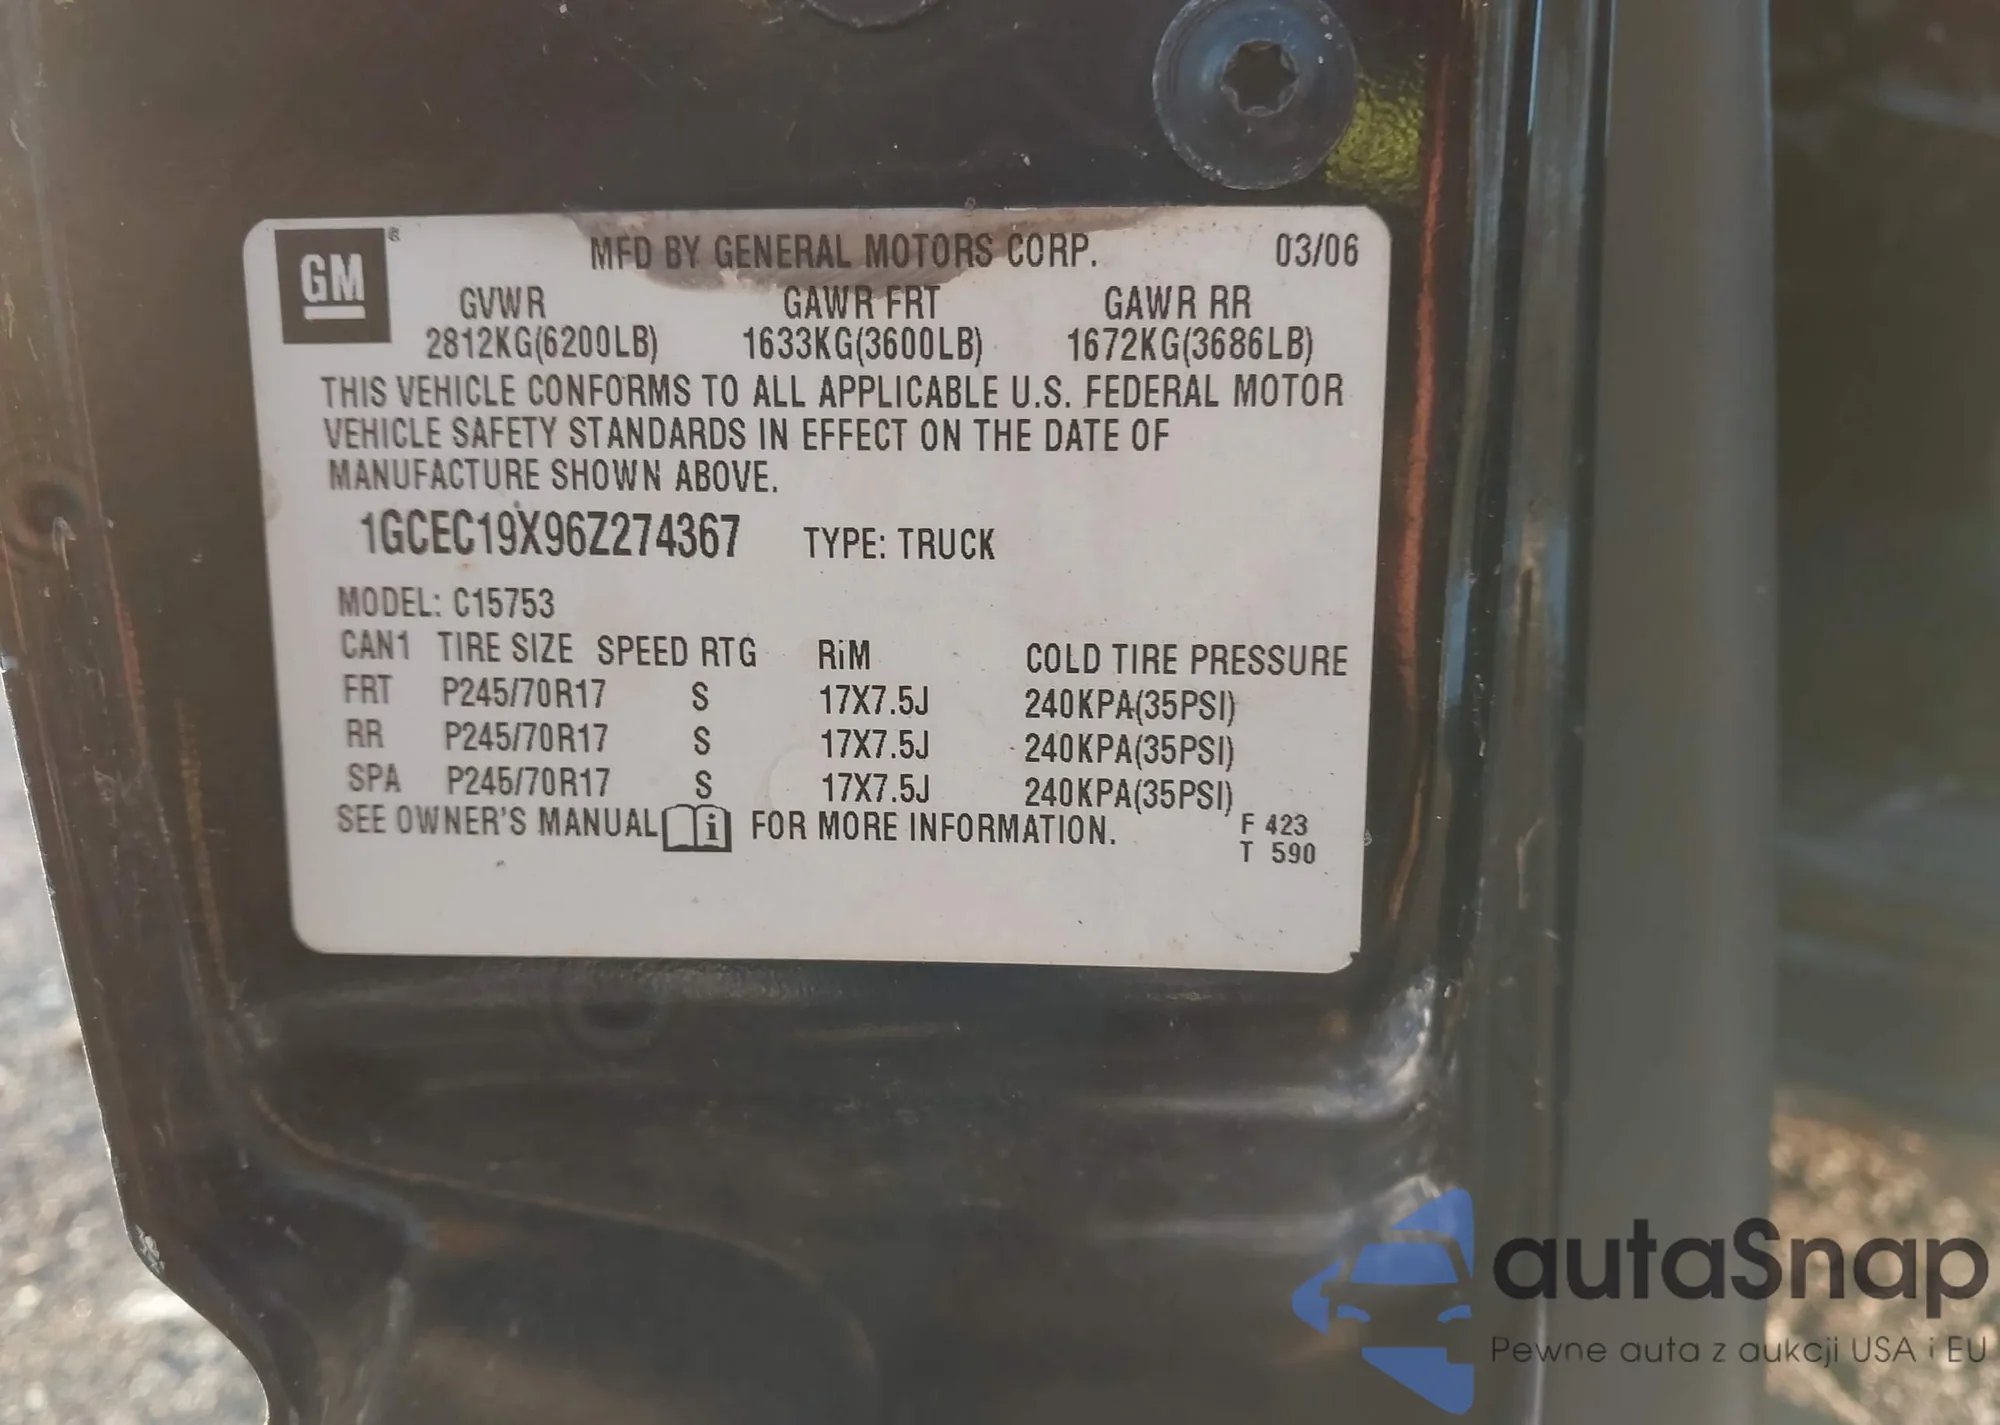 GM®
MFD BY GENERAL MOTORS CORP. 03/06
GVWR GAWR FRT GAWR RR
2812KG(6200LB) 1633KG(3600LB) 1672KG(3686LB)
THIS VEHICLE CONFORMS TO ALL APPLICABLE U.S. FEDERAL MOTOR
VEHICLE SAFETY STANDARDS IN EFFECT ON THE DATE OF
MANUFACTURE SHOWN ABOVE.
1GCEC19X96Z274367 TYPE: TRUCK
MODEL: C15753
CAN1 TIRE SIZE SPEED RTG RiM COLD TIRE PRESSURE
FRT P245/70R17 S 17X7.5J 240KPA(35PSI)
RR P245/70R17 S 17X7.5J 240KPA(35PSI)
SPA P245/70R17 S 17X7.5J 240KPA(35PSI)
SEE OWNER'S MANUAL i FOR MORE INFORMATION.
F 423
T 590
autaSnap
Pewne auta z aukcji USA i EU